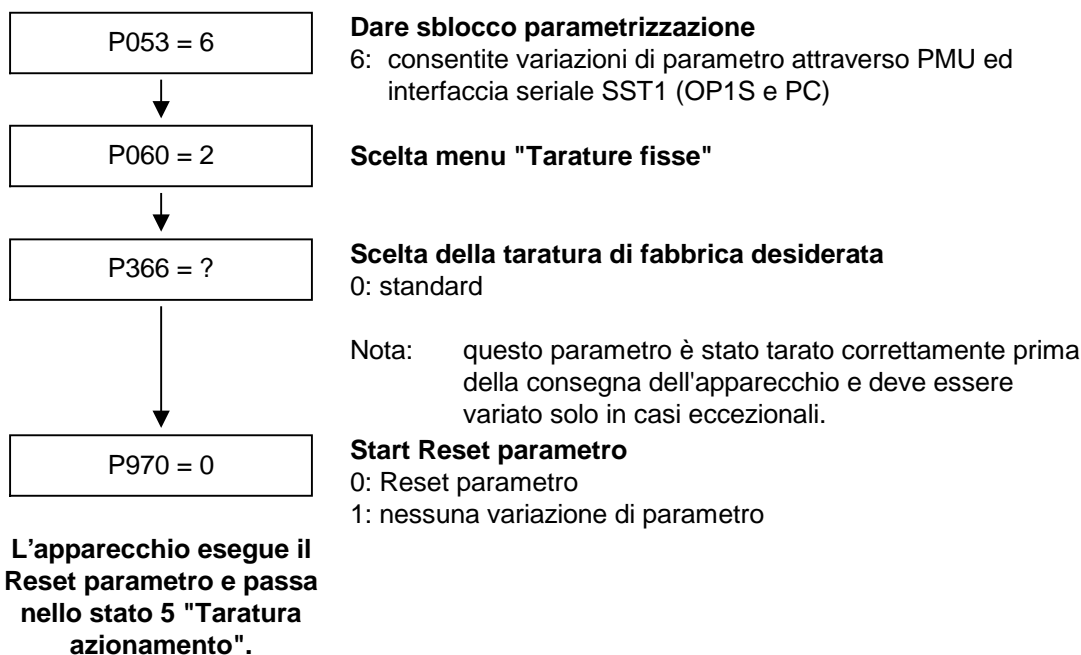 P053 = 6
Dare sblocco parametrizzazione
6: consentite variazioni di parametro attraverso PMU ed
interfaccia seriale SST1 (OP1S e PC)
P060 = 2
Scelta menu "Tarature fisse"
P366 = ?
Scelta della taratura di fabbrica desiderata
0: standard
Nota: questo parametro è stato tarato correttamente prima
della consegna dell'apparecchio e deve essere
variato solo in casi eccezionali.
P970 = 0
Start Reset parametro
0: Reset parametro
1: nessuna variazione di parametro
L’apparecchio esegue il
Reset parametro e passa
nello stato 5 "Taratura
azionamento".